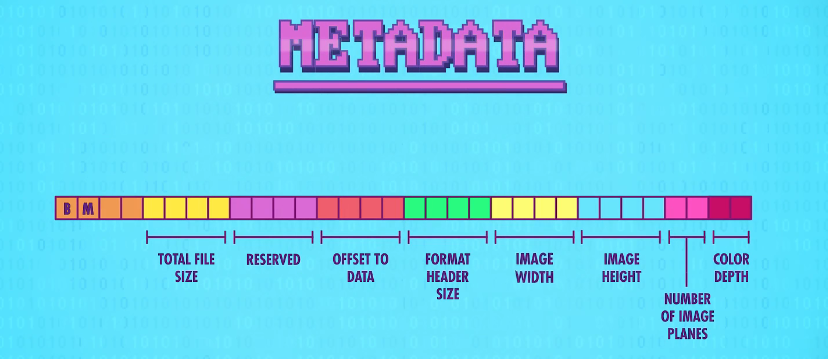 METADATA
B M
TOTAL FILE
SIZE
RESERVED
OFFSET TO
DATA
FORMAT
HEADER
SIZE
IMAGE
WIDTH
IMAGE
HEIGHT
NUMBER
OF IMAGE
PLANES
COLOR
DEPTH